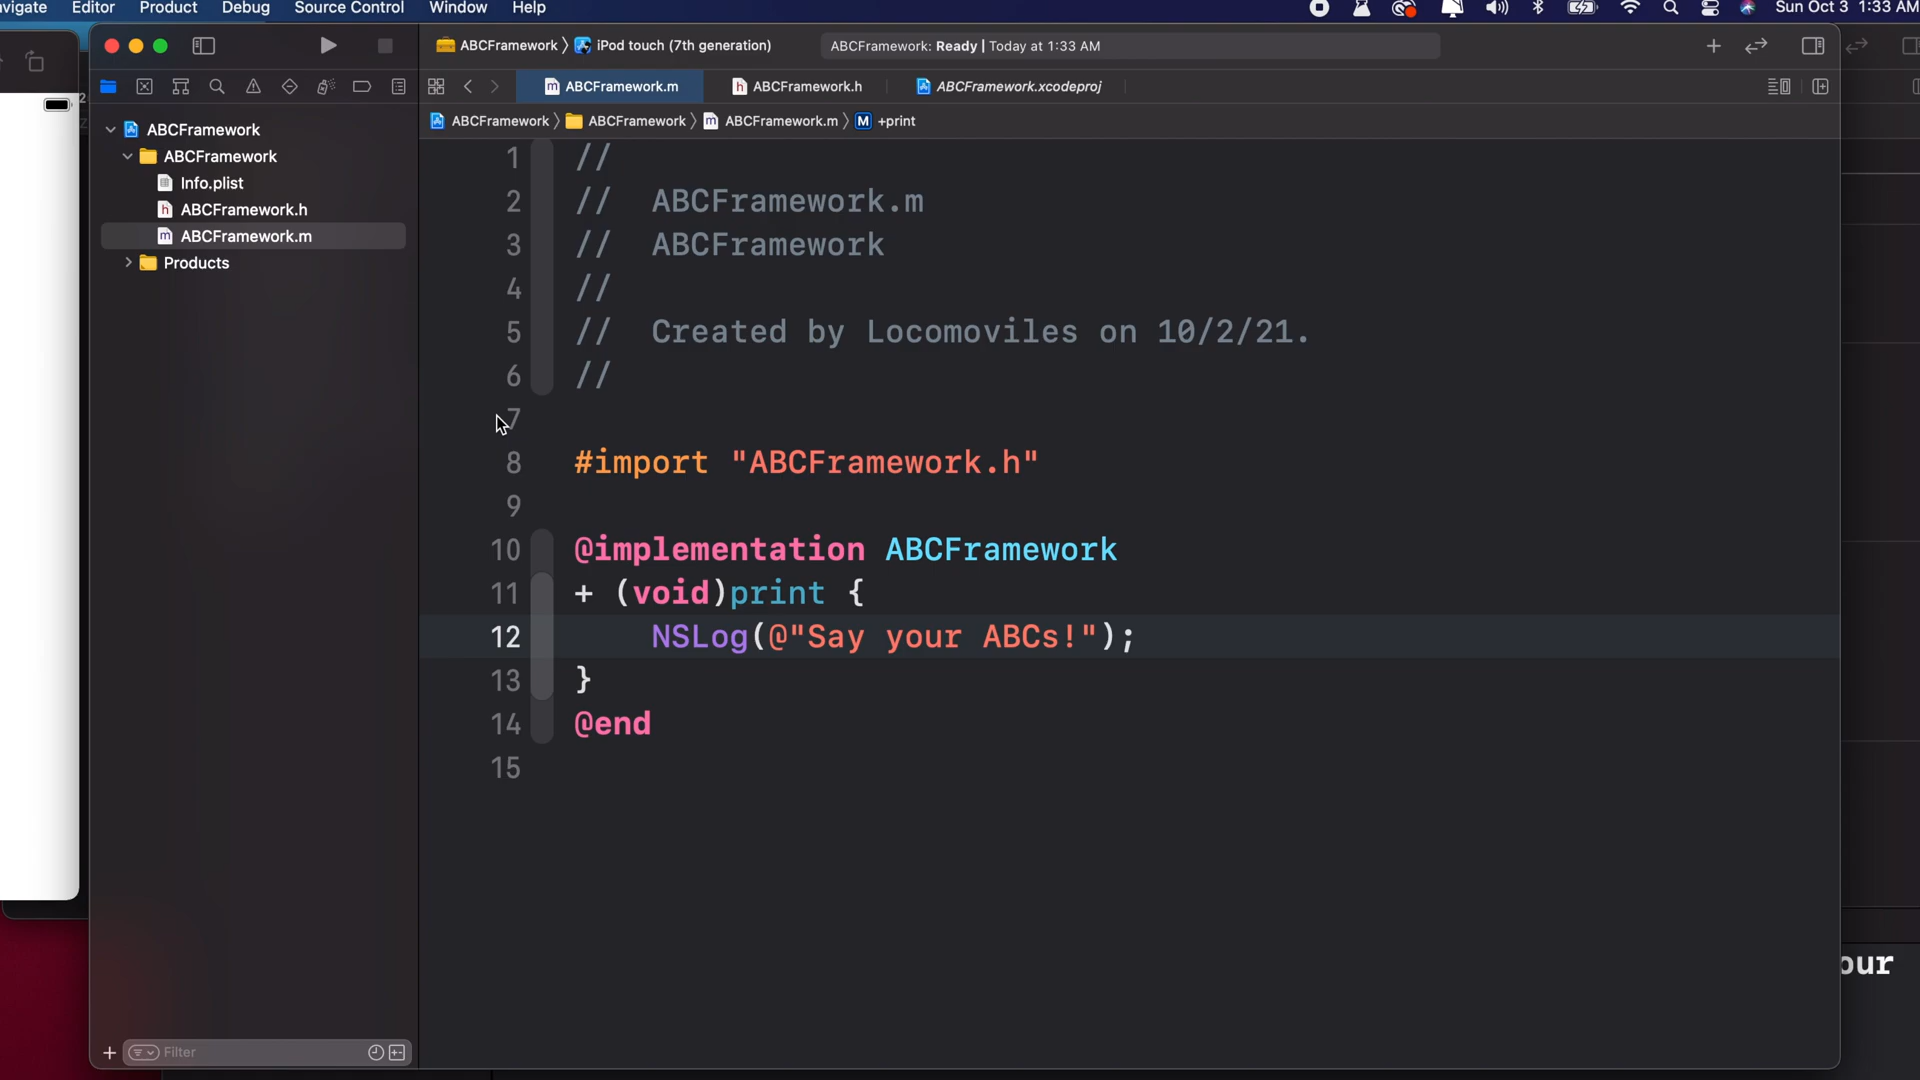 Editor Product Debug Source Control Window Help Sun Oct 3 1:33 AM
ABCFramework iPod touch (7th generation) ABCFramework: Ready | Today at 1:33 AM
ABCFramework.m ABCFramework.h ABCFramework.xcodeproj
ABCFramework ABCFramework ABCFramework.m M +print
ABCFramework
ABCFramework
Info.plist
ABCFramework.h
ABCFramework.m
Products
1 //
2 // ABCFramework.m
3 // ABCFramework
4 //
5 // Created by Locomoviles on 10/2/21.
6 //
7
8 #import "ABCFramework.h"
9
10 @implementation ABCFramework
11 + (void)print {
12 NSLog(@"Say your ABCs!");
13 }
14 @end
15
Filter